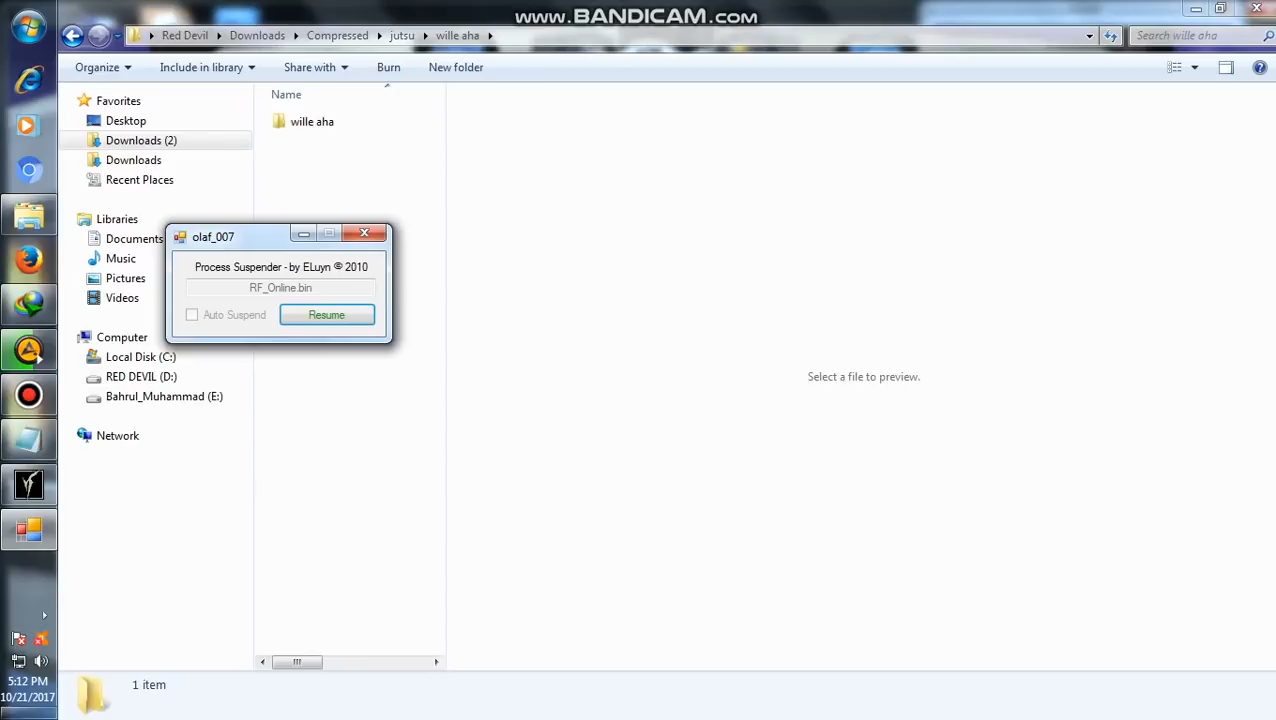 www.BANDICAM.com
Red Devil
Downloads
Compressed
jutsu
wille aha
Search wille aha
Organize
Include in library
Share with
Burn
New folder
Name
wille aha
Favorites
Desktop
Downloads (2)
Downloads
Recent Places
Libraries
Documents
Music
Pictures
Videos
Computer
Local Disk (C:)
RED DEVIL (D:)
Bahrul_Muhammad (E:)
Network
olaf_007
Process Suspender - by ELuyn © 2010
RF_Online.bin
Auto Suspend
Resume
Select a file to preview.
1 item
5:12 PM
10/21/2017